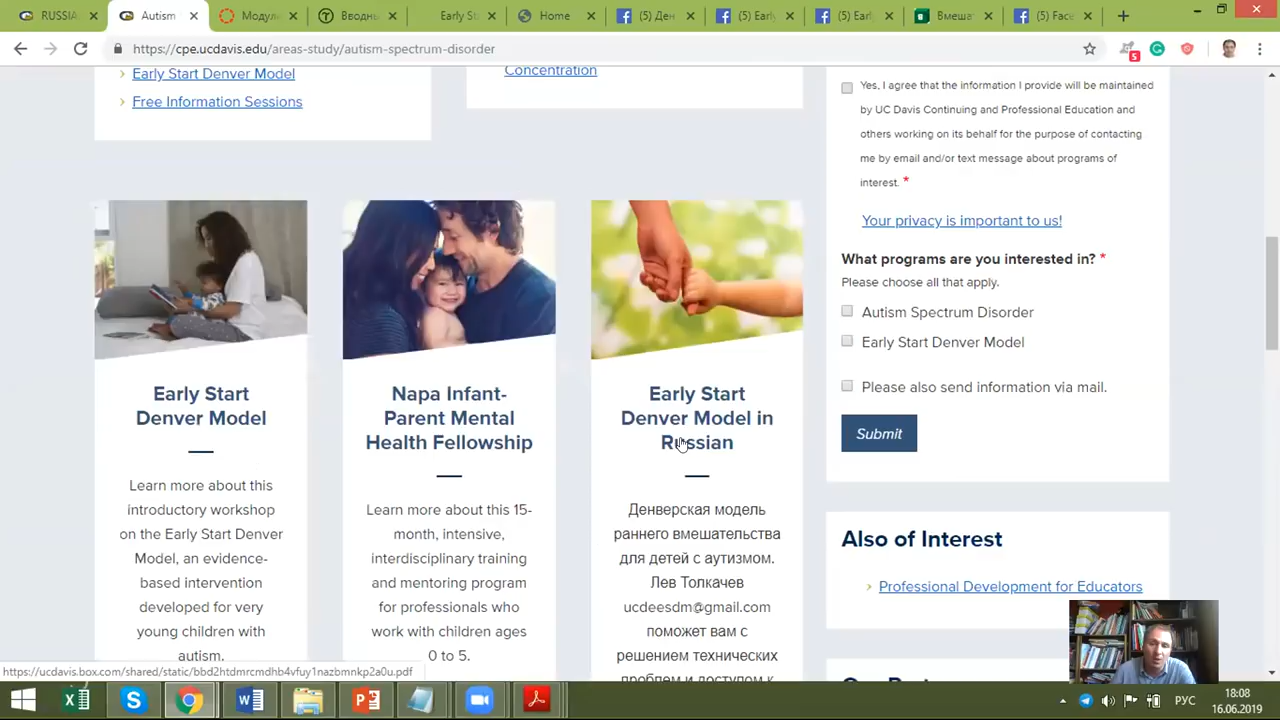 RUSSIA
Autism
Модул
Вводны
Early St
Home
(5) Ден
(5) Early
(5) Earl
Вмеша
(5) Face
https://cpe.ucdavis.edu/areas-study/autism-spectrum-disorder
5
Early Start Denver Model
Free Information Sessions
Concentration
Yes, I agree that the information I provide will be maintained
by UC Davis Continuing and Professional Education and
others working on its behalf for the purpose of contacting
me by email and/or text message about programs of
interest. *
Your privacy is important to us!
What programs are you interested in? *
Please choose all that apply.
Autism Spectrum Disorder
Early Start Denver Model
Please also send information via mail.
Submit
Early Start
Denver Model
Learn more about this
introductory workshop
on the Early Start Denver
Model, an evidence-
based intervention
developed for very
young children with
autism.
Napa Infant-
Parent Mental
Health Fellowship
Learn more about this 15-
month, intensive,
interdisciplinary training
and mentoring program
for professionals who
work with children ages
0 to 5.
Early Start
Denver Model in
Russian
Денверская модель
раннего вмешательства
для детей с аутизмом.
Лев Толкачев
ucdeesdm@gmail.com
поможет вам с
решением технических
проблем и доступом к
Also of Interest
Professional Development for Educators
https://ucdavis.box.com/shared/static/bbd2htdmrcmdhb4vfuy1nazbmnkp2a0u.pdf
РУС
18:08
16.06.2019